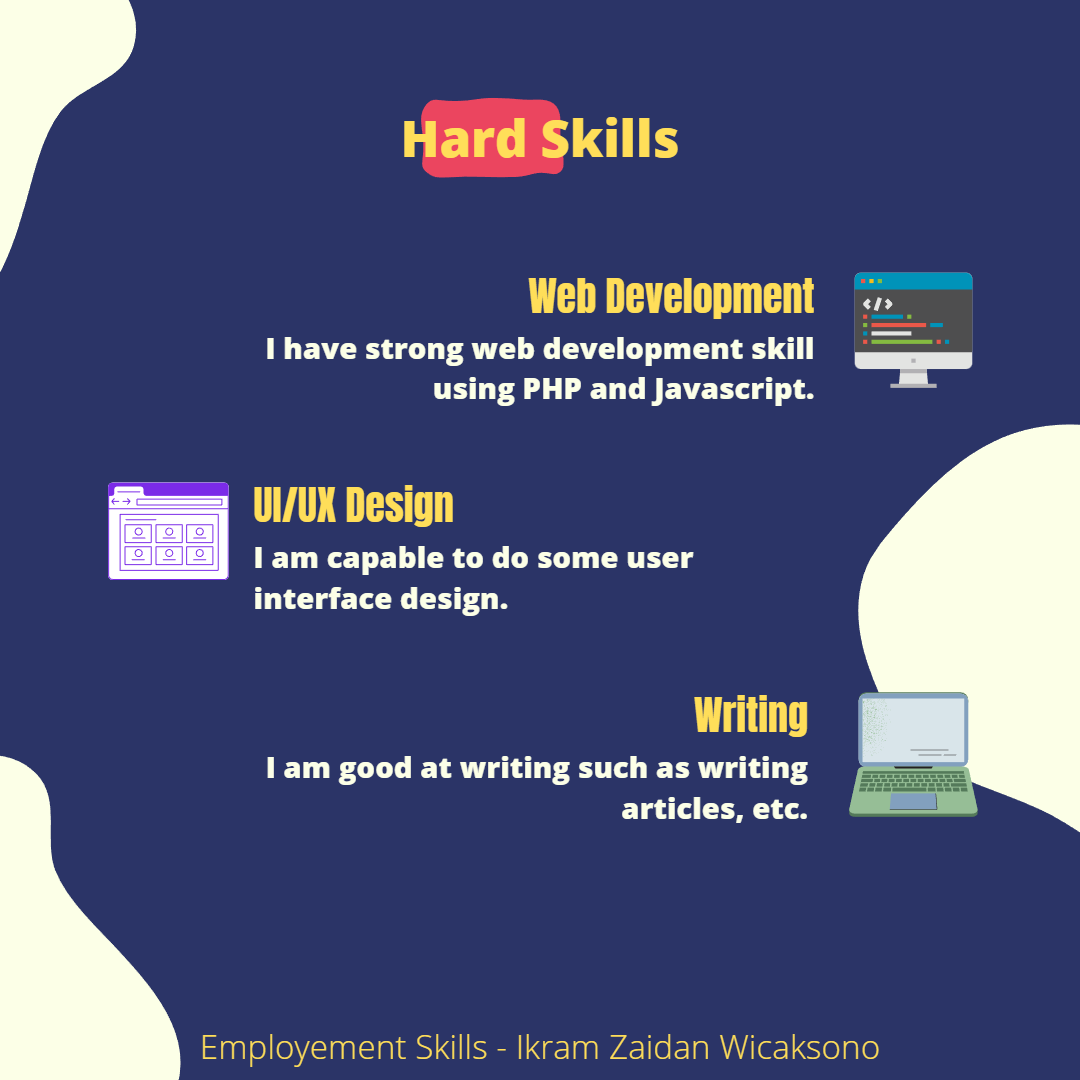 Hard Skills
Web Development
I have strong web development skill
using PHP and Javascript.
UI/UX Design
I am capable to do some user
interface design.
Writing
I am good at writing such as writing
articles, etc.
Employement Skills - Ikram Zaidan Wicaksono